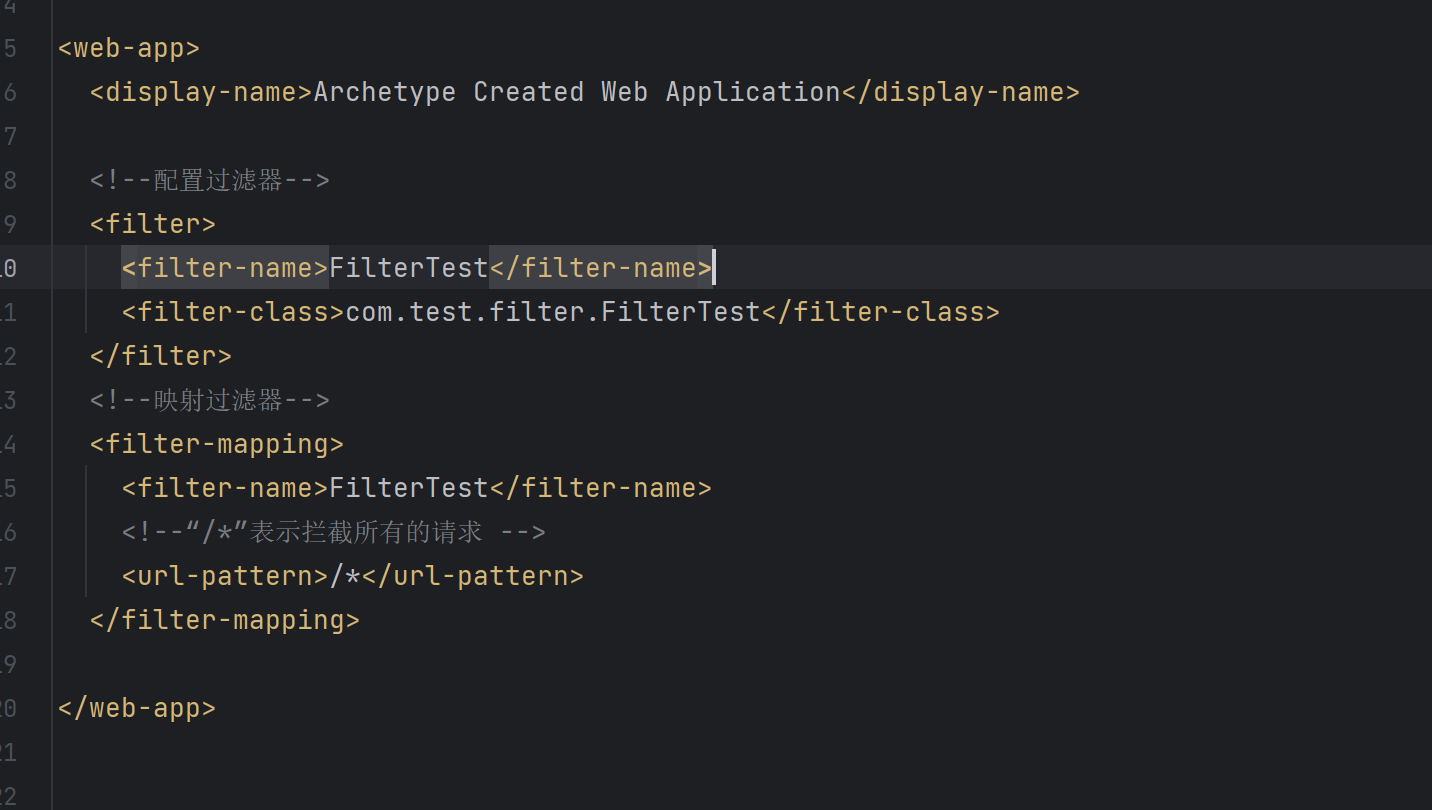 4
5 <web-app>
6 <display-name>Archetype Created Web Application</display-name>
7
8 <!--配置过滤器-->
9 <filter>
10 <filter-name>FilterTest</filter-name>
11 <filter-class>com.test.filter.FilterTest</filter-class>
12 </filter>
13 <!--映射过滤器-->
14 <filter-mapping>
15 <filter-name>FilterTest</filter-name>
16 <!--“/*”表示拦截所有的请求 -->
17 <url-pattern>/*</url-pattern>
18 </filter-mapping>
19
20 </web-app>
21
22